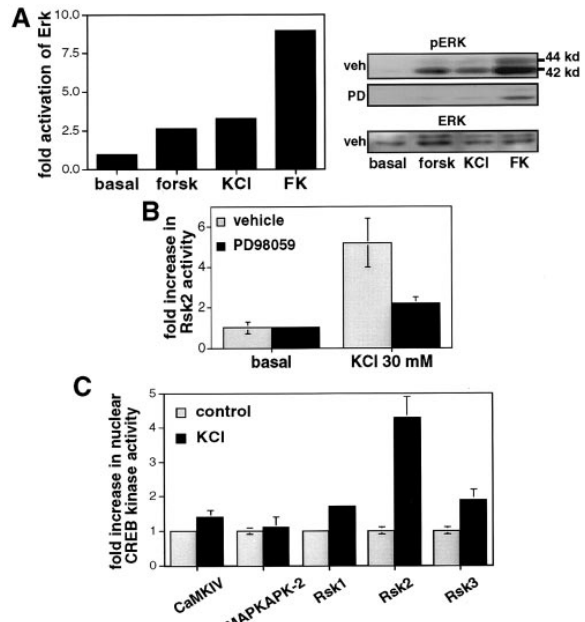 A
fold activation of Erk
10.0
7.5
5.0
2.5
0.0
basal forsk KCl FK
pERK
veh
44 kd
42 kd
PD
ERK
veh
basal forsk KCl FK
B
fold increase in
Rsk2 activity
6
4
2
0
vehicle
PD98059
basal KCl 30 mM
C
fold increase in nuclear
CREB kinase activity
5
4
3
2
1
0
control
KCl
CaMKIV
MAPKAPK-2
Rsk1
Rsk2
Rsk3